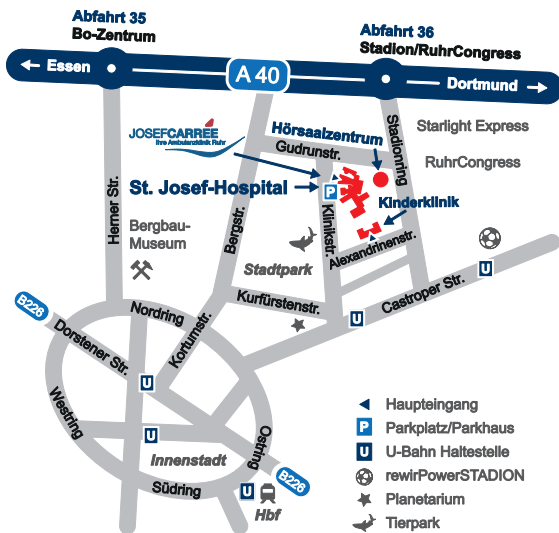 Abfahrt 35
Bo-Zentrum
Abfahrt 36
Stadion/RuhrCongress
Essen
A 40
Dortmund
JOSEFCARRÉE
Ihre Ambulanzklinik Ruhr
Hörsaalzentrum
Gudrunstr.
Stadionring
Starlight Express
RuhrCongress
St. Josef-Hospital
P
Kinderklinik
Herner Str.
Bergstr.
Klinikstr.
Bergbau-
Museum
Stadtpark
Alexandrinenstr.
U
Castroper Str.
Kurfürstenstr.
U
B226
Nordring
Dorstener Str.
Kortumstr.
U
Westring
U
Innenstadt
Ostring
B226
Südring
U
Hbf
Haupteingang
P Parkplatz/Parkhaus
U U-Bahn Haltestelle
rewirPowerSTADION
Planetarium
Tierpark